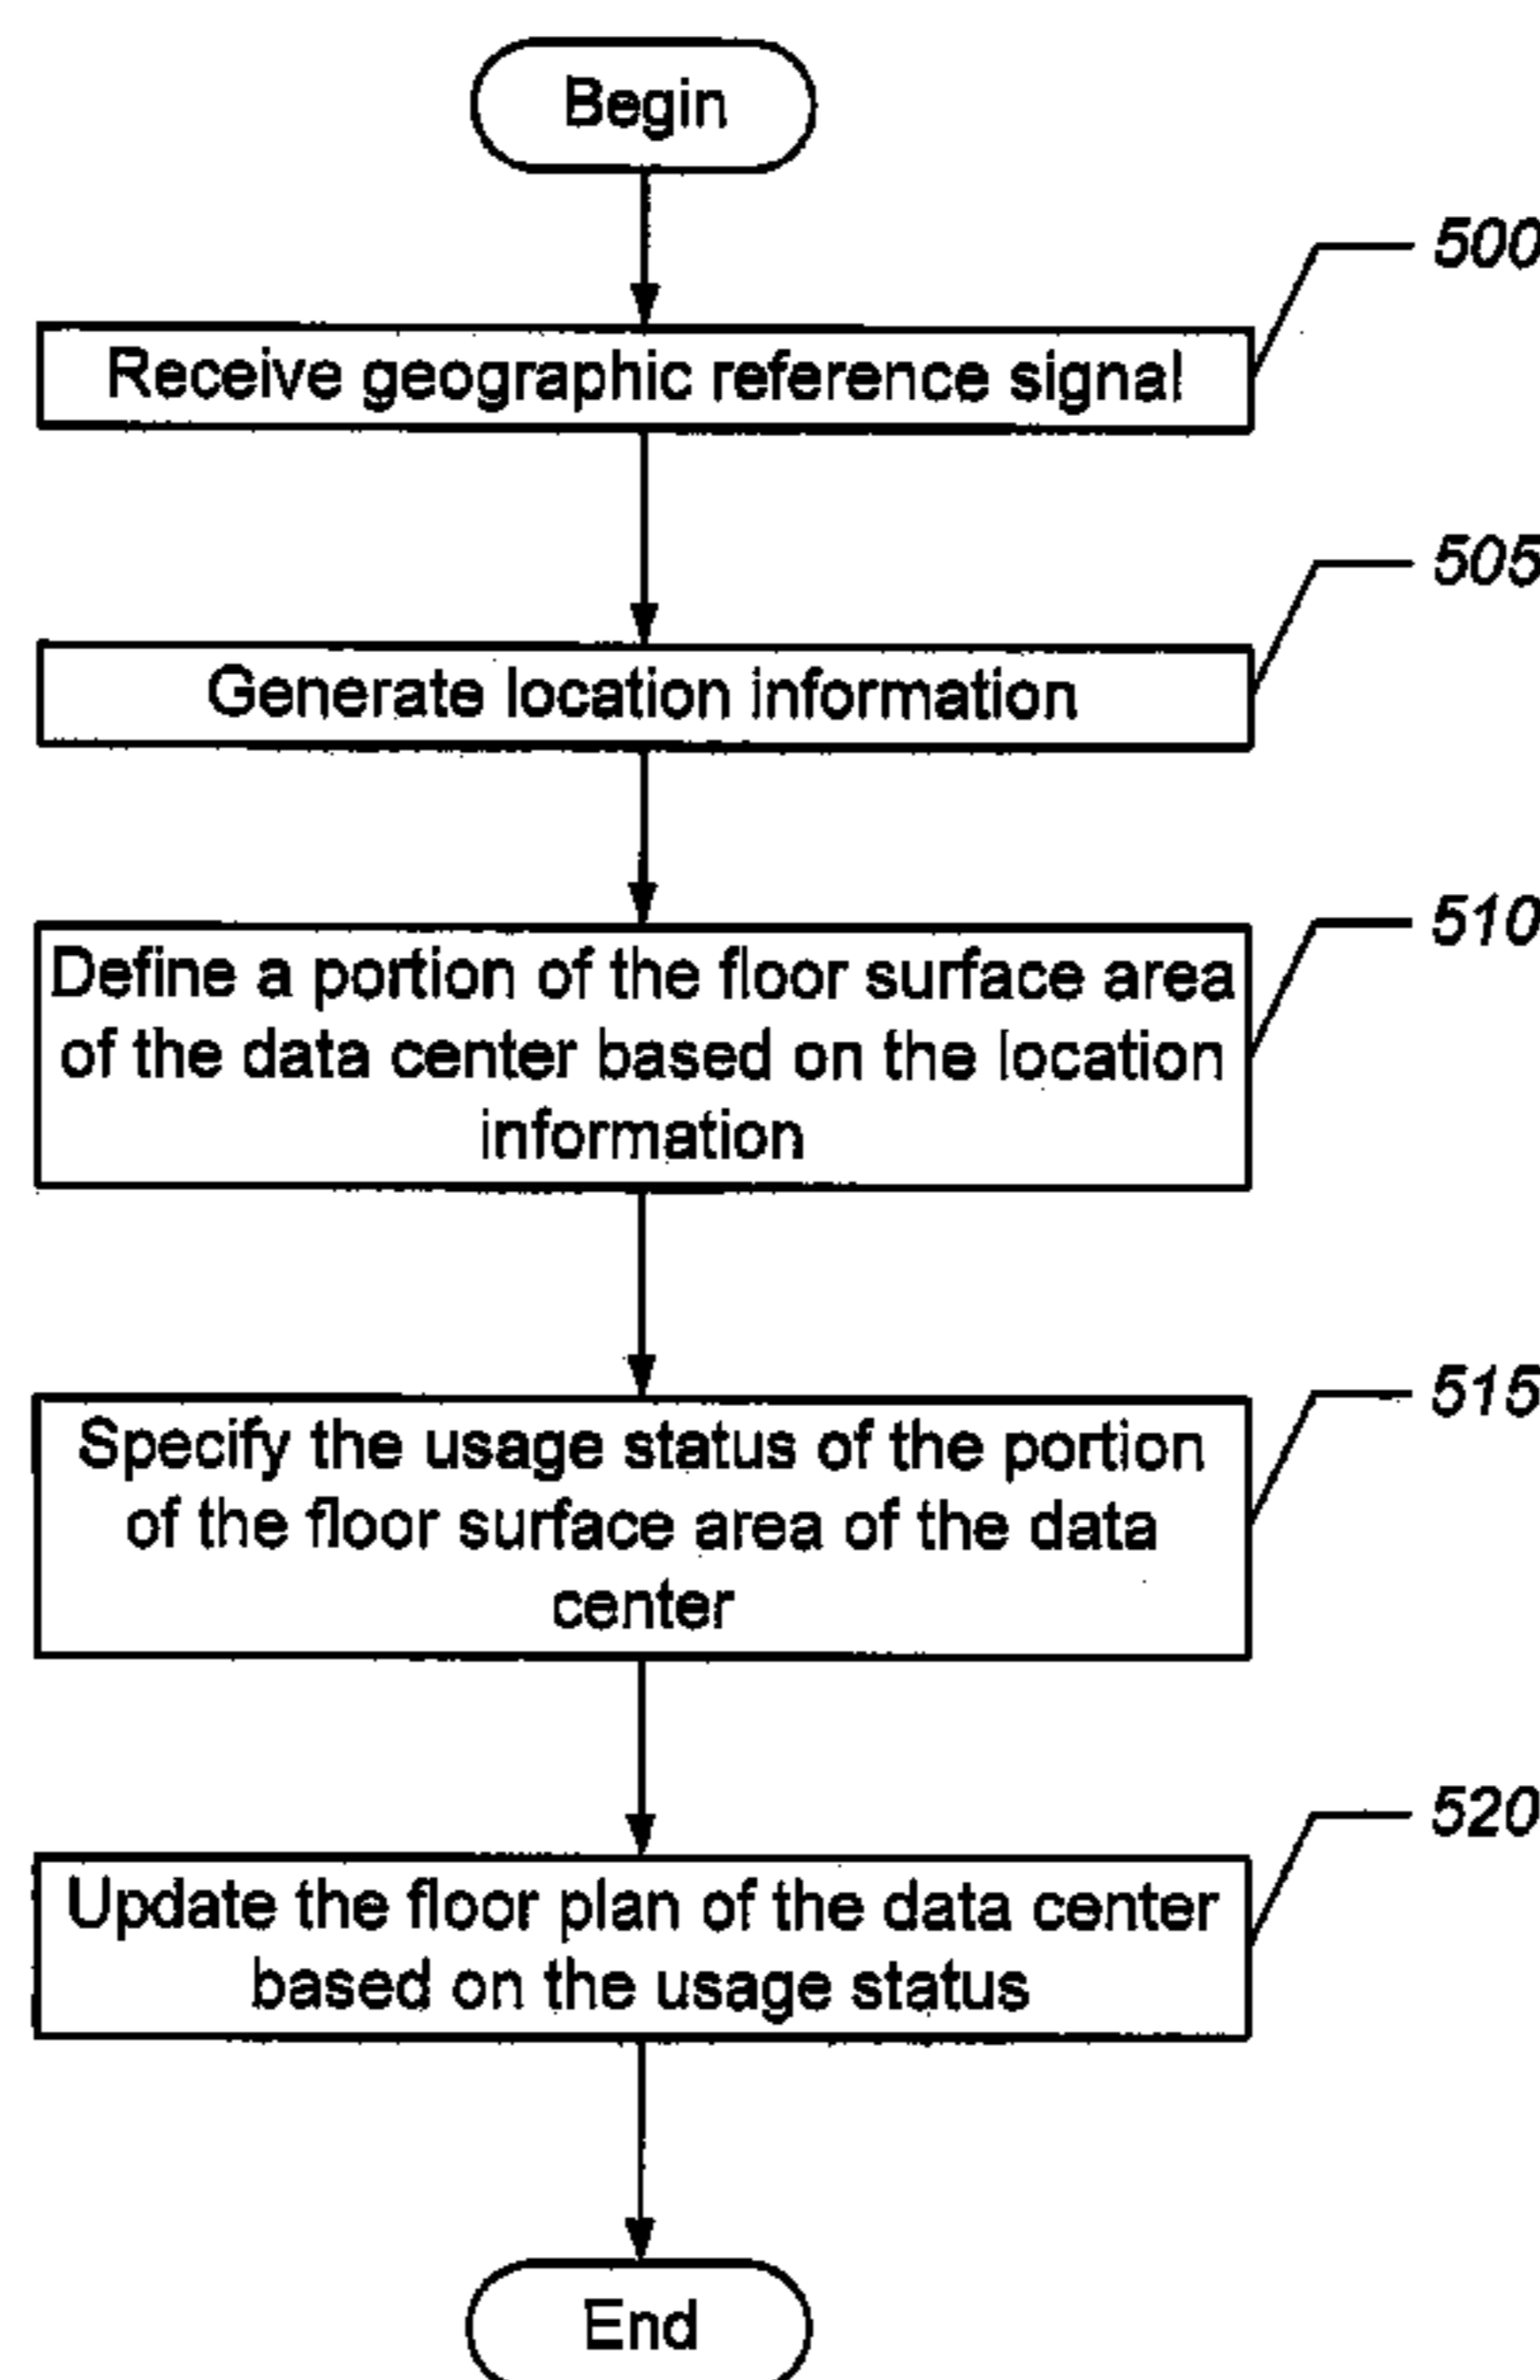 Begin
500
Receive geographic reference signal
505
Generate location information
510
Define a portion of the floor surface area
of the data center based on the location
information
515
Specify the usage status of the portion
of the floor surface area of the data
center
520
Update the floor plan of the data center
based on the usage status
End